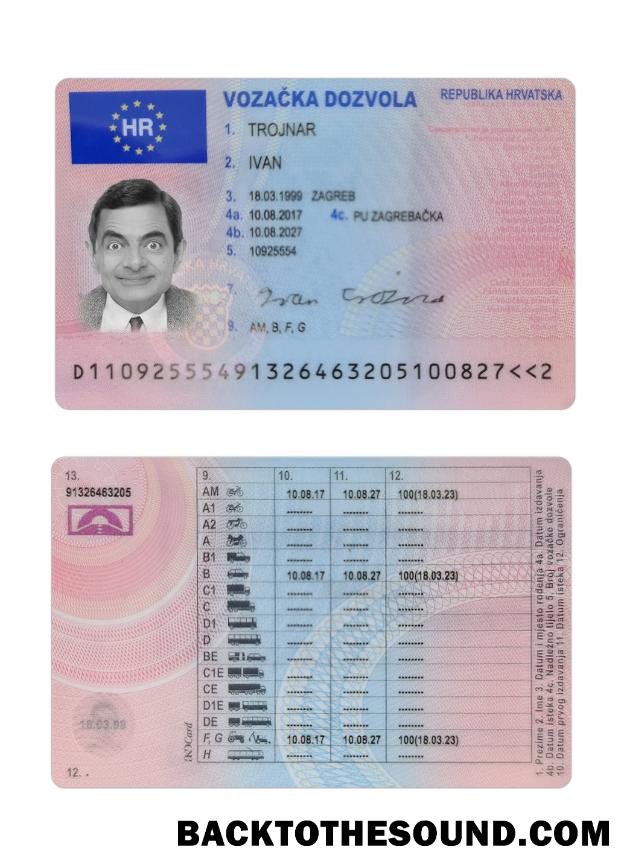 HR
VOZAČKA DOZVOLA
REPUBLIKA HRVATSKA
1. TROJNAR
2. IVAN
3. 18.03.1999 ZAGREB
4a. 10.08.2017 4c. PU ZAGREBAČKA
4b. 10.08.2027
5. 10925554
7. Ivan
9. AM, B, F, G
D110925554913264632051008​27<<2
13. 9. 10. 11. 12.
91326463205
AM 10.08.17 10.08.27 100(18.03.23)
A1 ------- ------- -------
A2 ------- ------- -------
A ------- ------- -------
B1 ------- ------- -------
B 10.08.17 10.08.27 100(18.03.23)
C1 ------- ------- -------
C ------- ------- -------
D1 ------- ------- -------
D ------- ------- -------
BE ------- ------- -------
C1E ------- ------- -------
CE ------- ------- -------
D1E ------- ------- -------
DE ------- ------- -------
F, G 10.08.17 10.08.27 100(18.03.23)
H ------- ------- -------
18.03.99
12. .
1. Prezime 2. Ime 3. Datum i mjesto rođenja 4a. Datum izdavanja
4b. Datum isteka 4c. Nadležno tijelo 5. Broj vozačke dozvole
10. Datum prvog izdavanja 11. Datum isteka 12. Ograničenja
BACKTOTHESOUND.COM